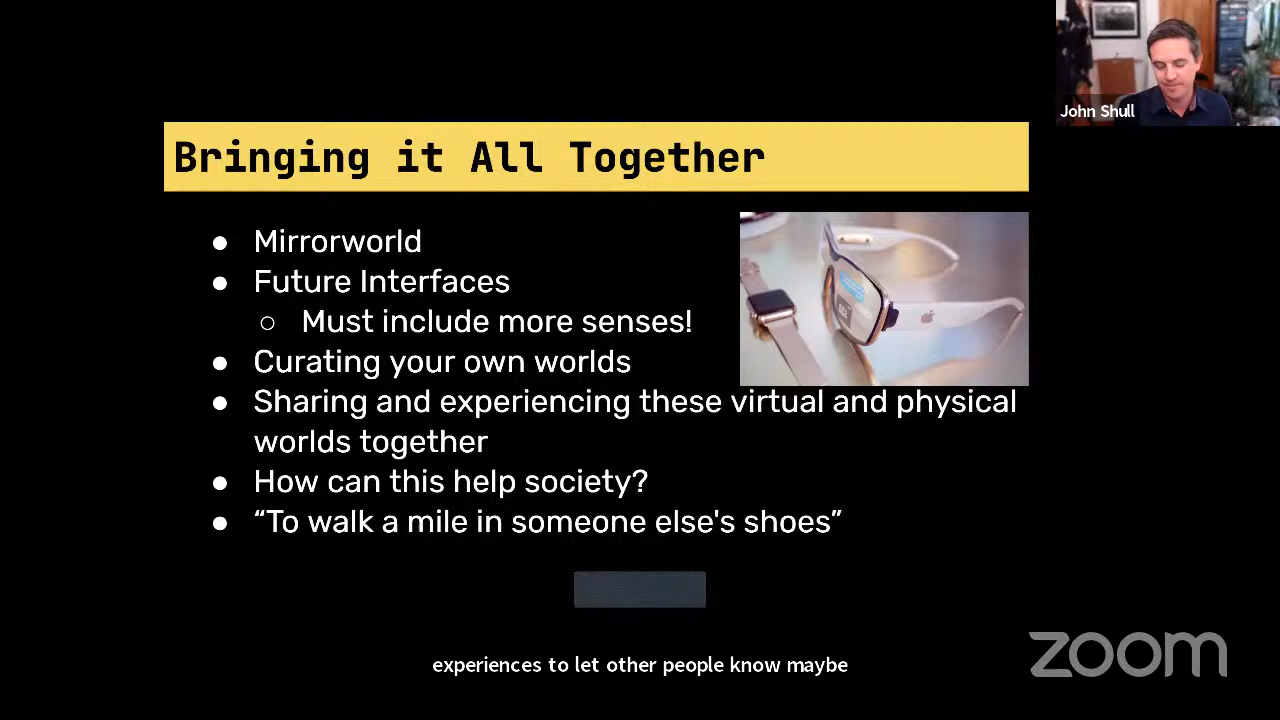 John Shull
Bringing it All Together
● Mirrorworld
● Future Interfaces
○ Must include more senses!
● Curating your own worlds
● Sharing and experiencing these virtual and physical
worlds together
● How can this help society?
● “To walk a mile in someone else's shoes”
experiences to let other people know maybe
zoom